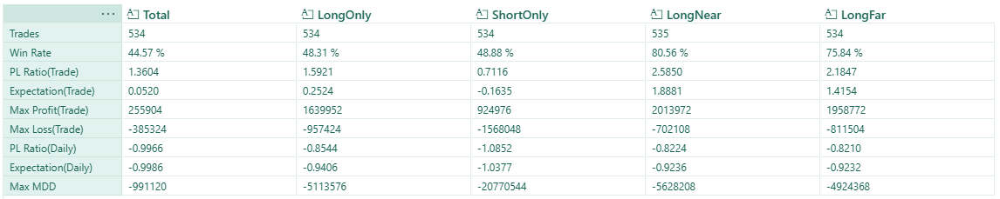 ··· Total LongOnly ShortOnly LongNear LongFar
Trades 534 534 534 535 534
Win Rate 44.57 % 48.31 % 48.88 % 80.56 % 75.84 %
PL Ratio(Trade) 1.3604 1.5921 0.7116 2.5850 2.1847
Expectation(Trade) 0.0520 0.2524 -0.1635 1.8881 1.4154
Max Profit(Trade) 255904 1639952 924976 2013972 1958772
Max Loss(Trade) -385324 -957424 -1568048 -702108 -811504
PL Ratio(Daily) -0.9966 -0.8544 -1.0852 -0.8224 -0.8210
Expectation(Daily) -0.9986 -0.9406 -1.0377 -0.9236 -0.9232
Max MDD -991120 -5113576 -20770544 -5628208 -4924368